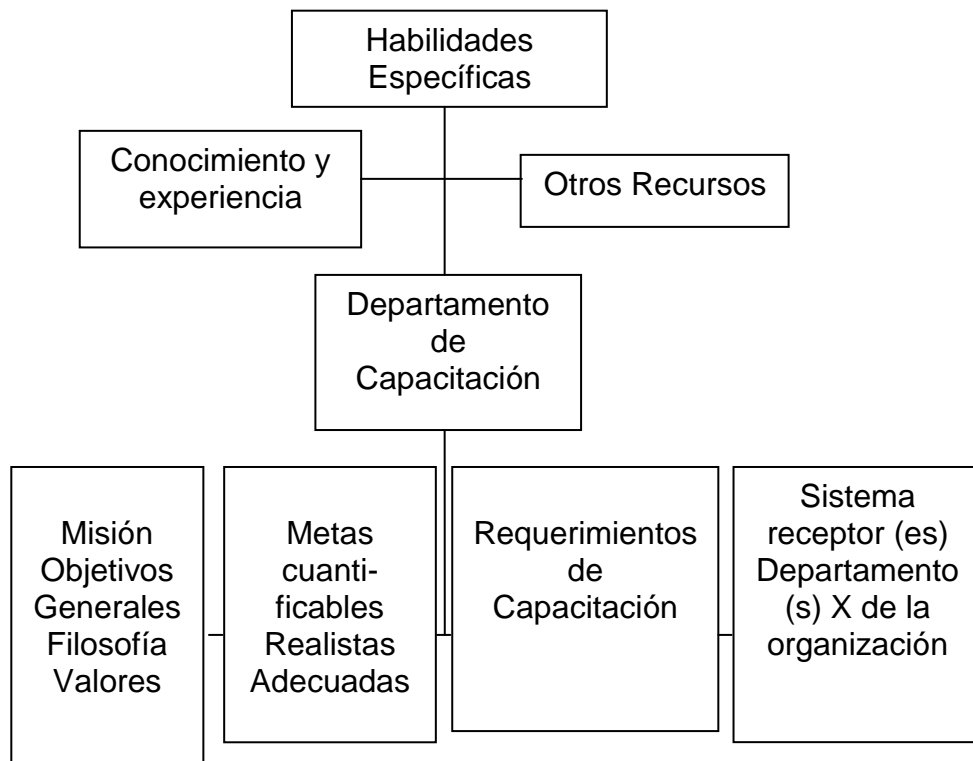 Habilidades
Específicas
Conocimiento y
experiencia
Otros Recursos
Departamento
de
Capacitación
Misión
Objetivos
Generales
Filosofía
Valores
Metas
cuanti-
ficables
Realistas
Adecuadas
Requerimientos
de
Capacitación
Sistema
receptor (es)
Departamento
(s) X de la
organización